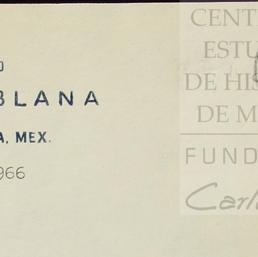 O
BLANA
A, MEX.
966
CENT
ESTU
DE HIS
DE M
FUND
Carl